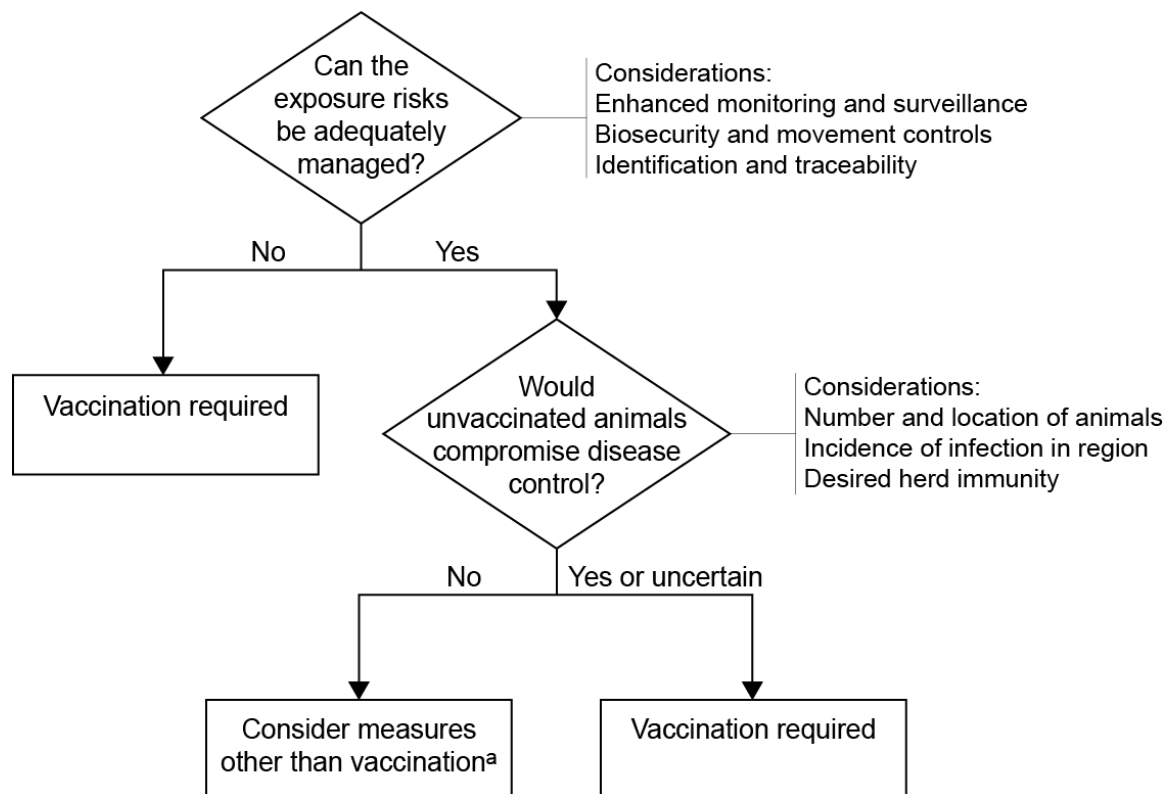 Can the
exposure risks
be adequately
managed?
Considerations:
Enhanced monitoring and surveillance
Biosecurity and movement controls
Identification and traceability
No
Yes
Vaccination required
Would
unvaccinated animals
compromise disease
control?
Considerations:
Number and location of animals
Incidence of infection in region
Desired herd immunity
No
Yes or uncertain
Consider measures
other than vaccinationª
Vaccination required